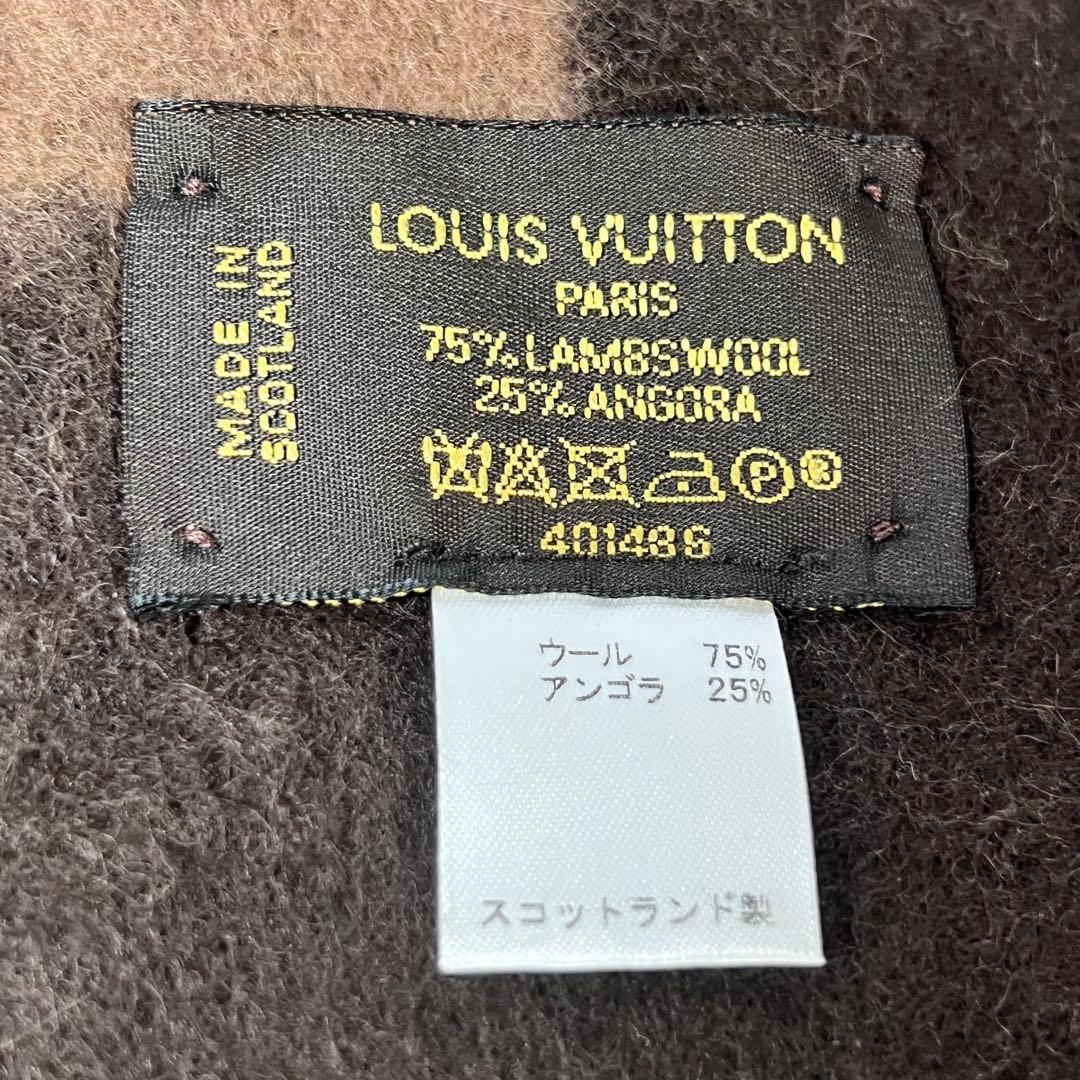 MADE IN
SCOTLAND
LOUIS VUITTON
PARIS
75% LAMBSWOOL
25% ANGORA
P ®
40148S
ウール 75%
アンゴラ 25%
スコットランド製